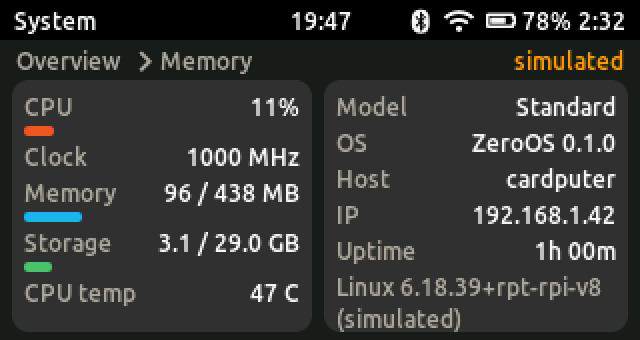 System 19:47 78% 2:32
Overview > Memory simulated
CPU 11%
Clock 1000 MHz
Memory 96 / 438 MB
Storage 3.1 / 29.0 GB
CPU temp 47 C
Model Standard
OS ZeroOS 0.1.0
Host cardputer
IP 192.168.1.42
Uptime 1h 00m
Linux 6.18.39+rpt-rpi-v8
(simulated)